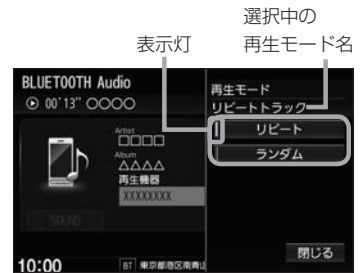 選択中の
表示灯 再生モード名
BLUETOOTH Audio
00'13" 〇〇〇〇
再生モード
リピートトラック
Artist
□□□□
Album
△△△△
再生機器
XXXXXXXX
SOUND
リピート
ランダム
閉じる
10:00
BT 東京都港区南青山